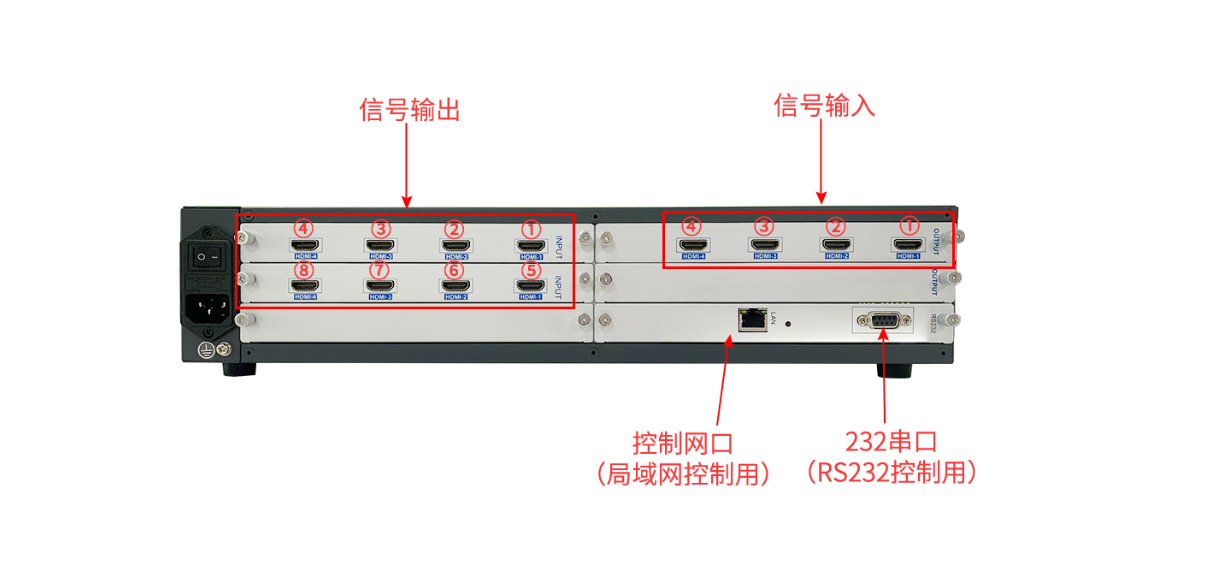 信号输出
信号输入
④ ③ ② ①
INPUT
HDMI-4 HDMI-3 HDMI-2 HDMI-1
⑧ ⑦ ⑥ ⑤
INPUT
HDMI-4 HDMI-3 HDMI-2 HDMI-1
④ ③ ② ①
OUTPUT
HDMI-4 HDMI-3 HDMI-2 HDMI-1
OUTPUT
LAN
RS232
控制网口
（局域网控制用）
232串口
（RS232控制用）